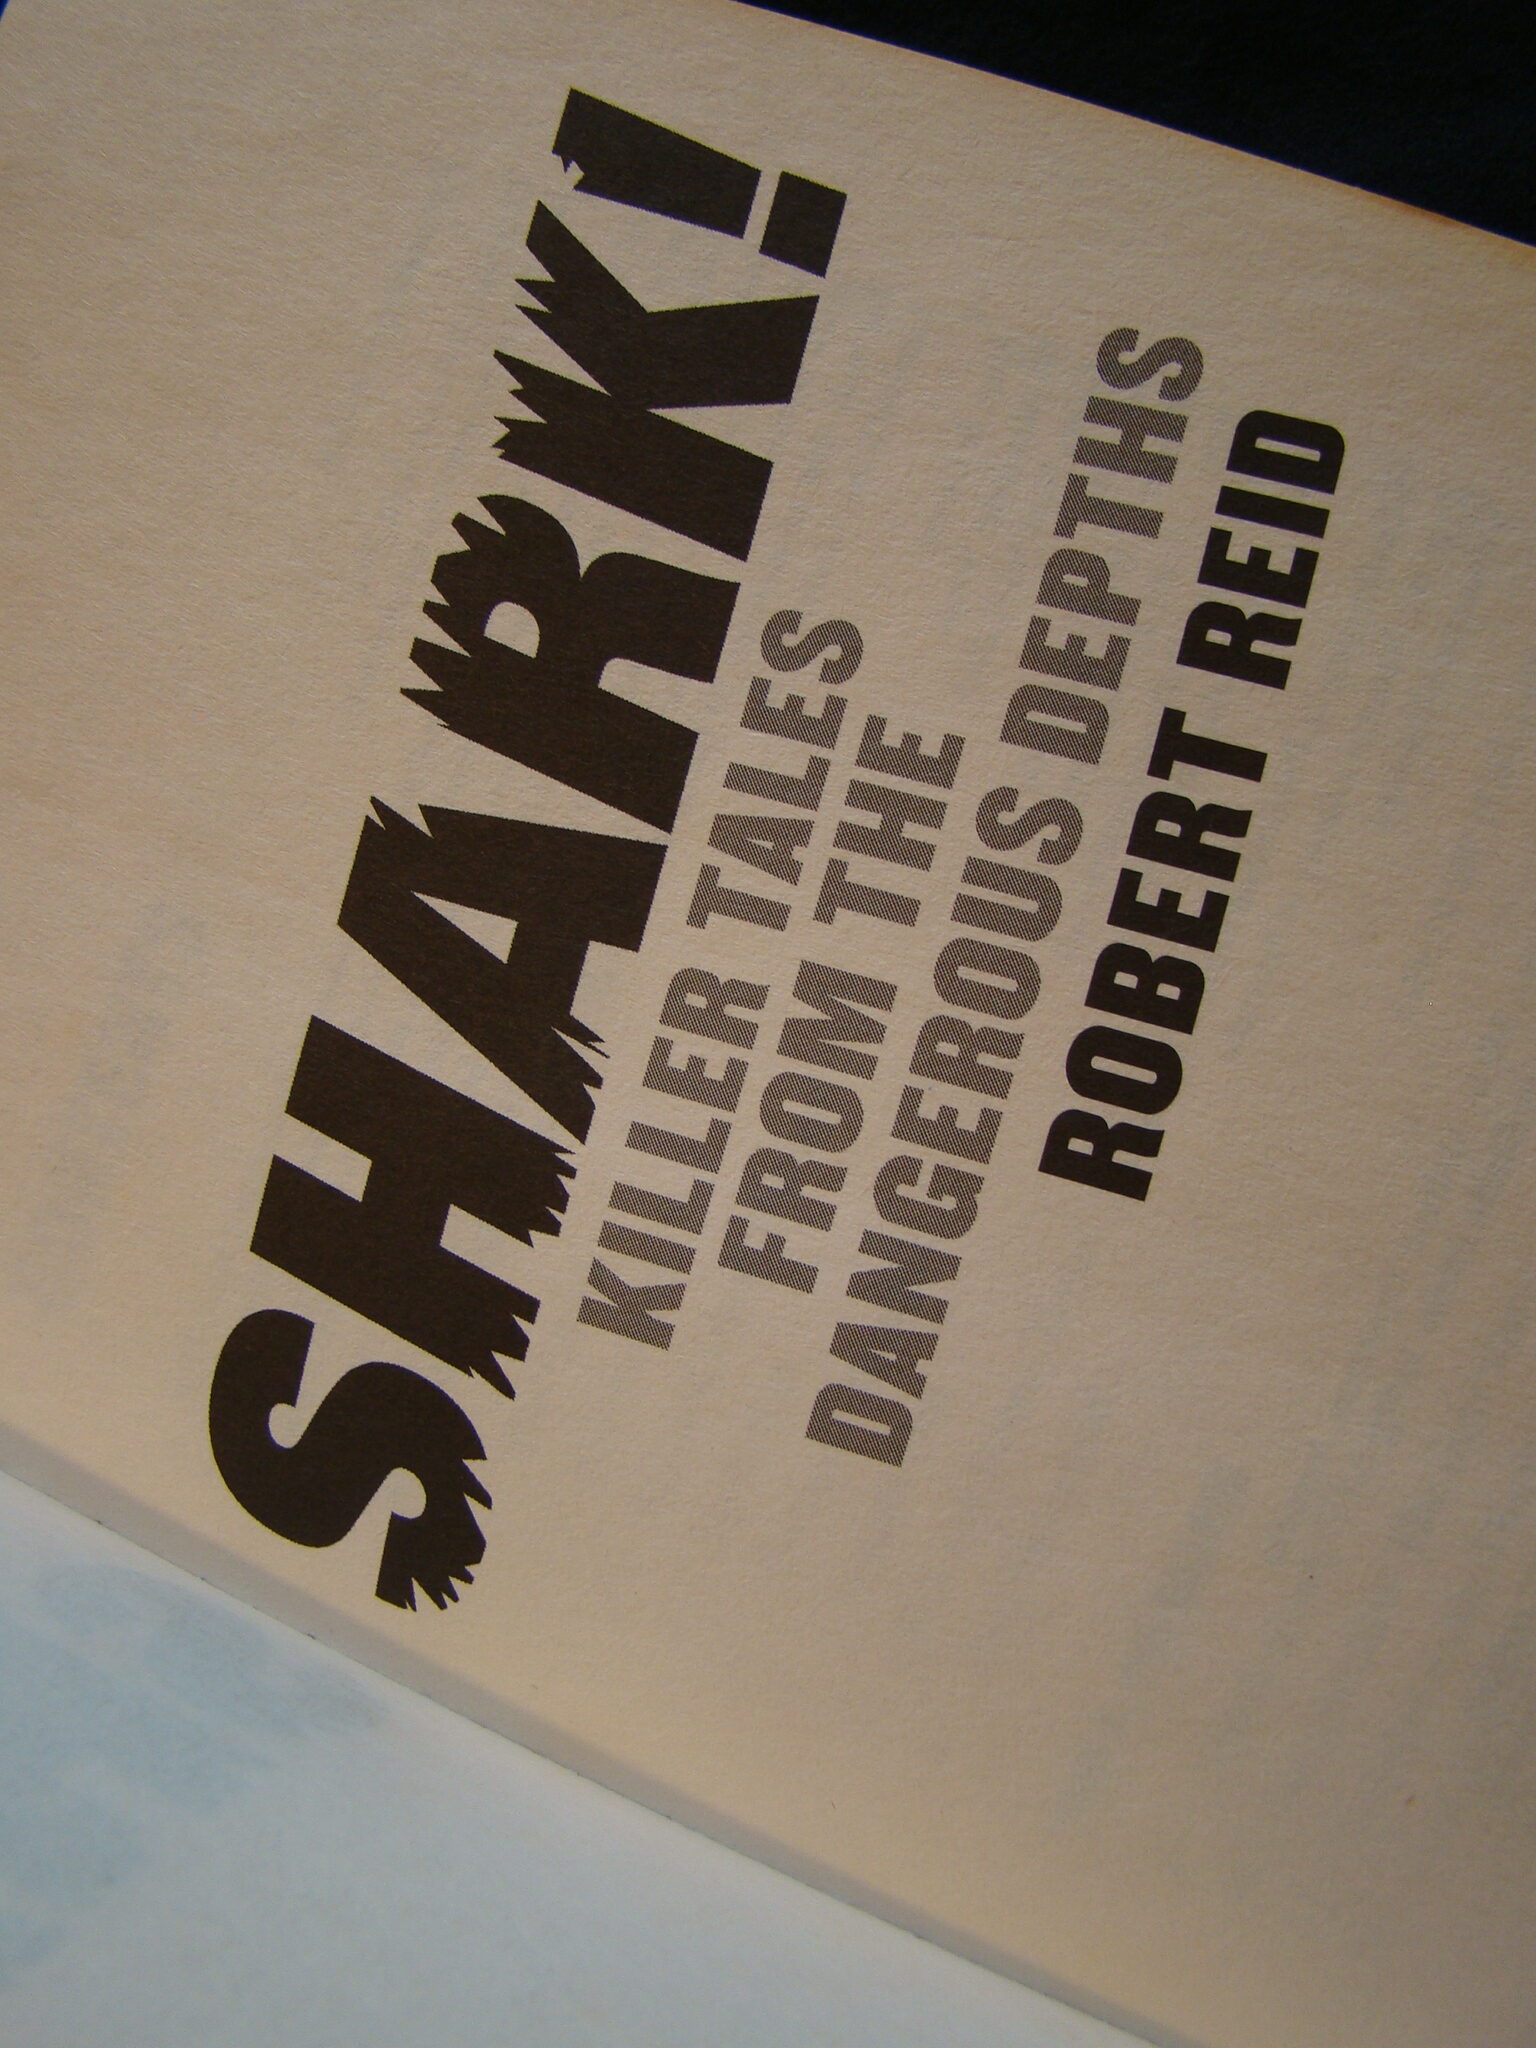 SHARK!
KILLER TALES
FROM THE
DANGEROUS DEPTHS
ROBERT REID